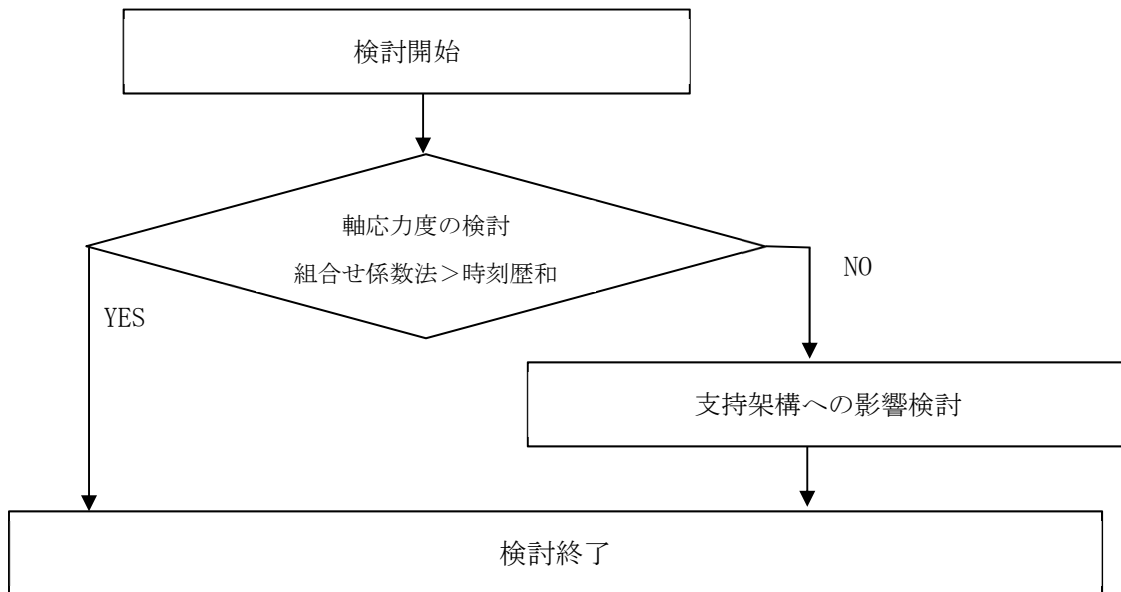 検討開始
軸応力度の検討
組合せ係数法＞時刻歴和
NO
YES
支持架構への影響検討
検討終了